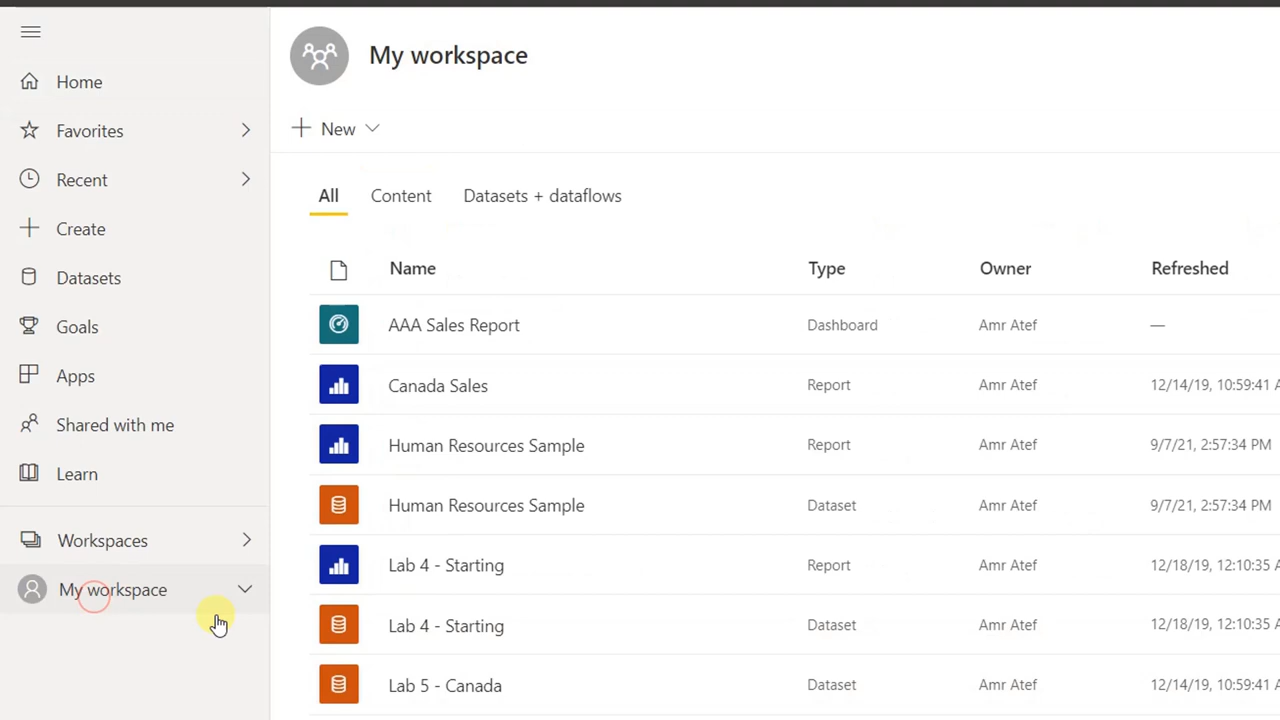 My workspace
Home
Favorites
Recent
Create
Datasets
Goals
Apps
Shared with me
Learn
Workspaces
My workspace
New
All Content Datasets + dataflows
Name Type Owner Refreshed
AAA Sales Report Dashboard Amr Atef —
Canada Sales Report Amr Atef 12/14/19, 10:59:41 A
Human Resources Sample Report Amr Atef 9/7/21, 2:57:34 PM
Human Resources Sample Dataset Amr Atef 9/7/21, 2:57:34 PM
Lab 4 - Starting Report Amr Atef 12/18/19, 12:10:35 A
Lab 4 - Starting Dataset Amr Atef 12/18/19, 12:10:35 A
Lab 5 - Canada Dataset Amr Atef 12/14/19, 10:59:41 A